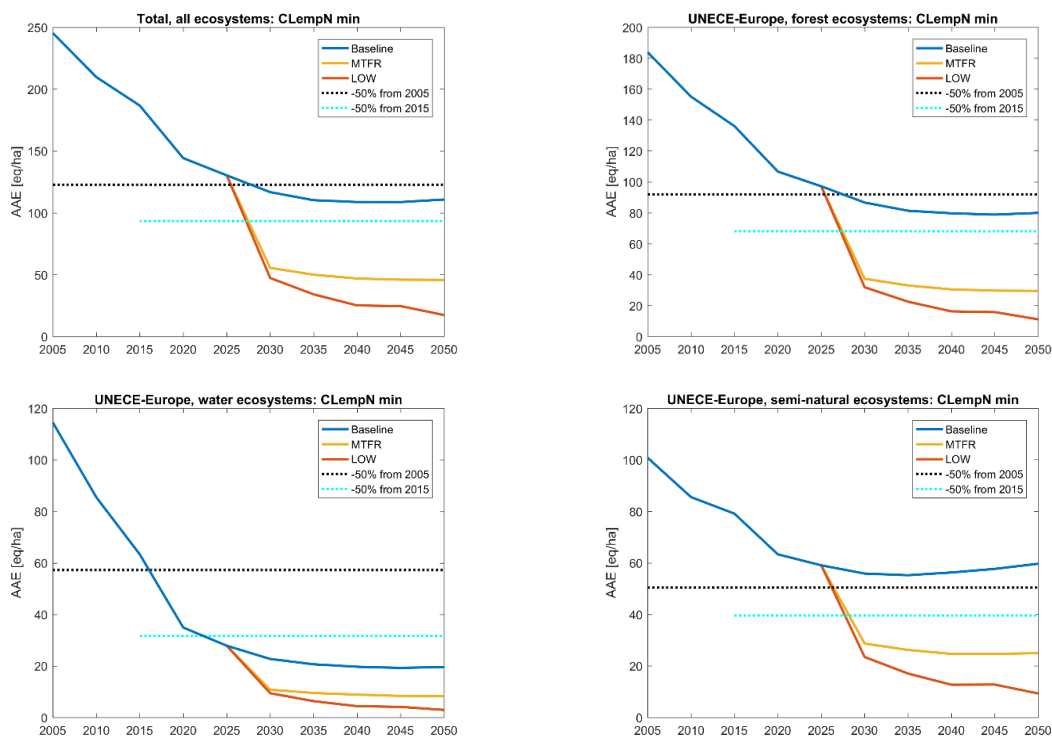 Total, all ecosystems: CLempN min
250
200
150
100
50
0
AAE [eq/ha]
Baseline
MTFR
LOW
-50% from 2005
-50% from 2015
2005 2010 2015 2020 2025 2030 2035 2040 2045 2050
UNECE-Europe, forest ecosystems: CLempN min
200
180
160
140
120
100
80
60
40
20
0
AAE [eq/ha]
Baseline
MTFR
LOW
-50% from 2005
-50% from 2015
2005 2010 2015 2020 2025 2030 2035 2040 2045 2050
UNECE-Europe, water ecosystems: CLempN min
120
100
80
60
40
20
0
AAE [eq/ha]
Baseline
MTFR
LOW
-50% from 2005
-50% from 2015
2005 2010 2015 2020 2025 2030 2035 2040 2045 2050
UNECE-Europe, semi-natural ecosystems: CLempN min
120
100
80
60
40
20
0
AAE [eq/ha]
Baseline
MTFR
LOW
-50% from 2005
-50% from 2015
2005 2010 2015 2020 2025 2030 2035 2040 2045 2050